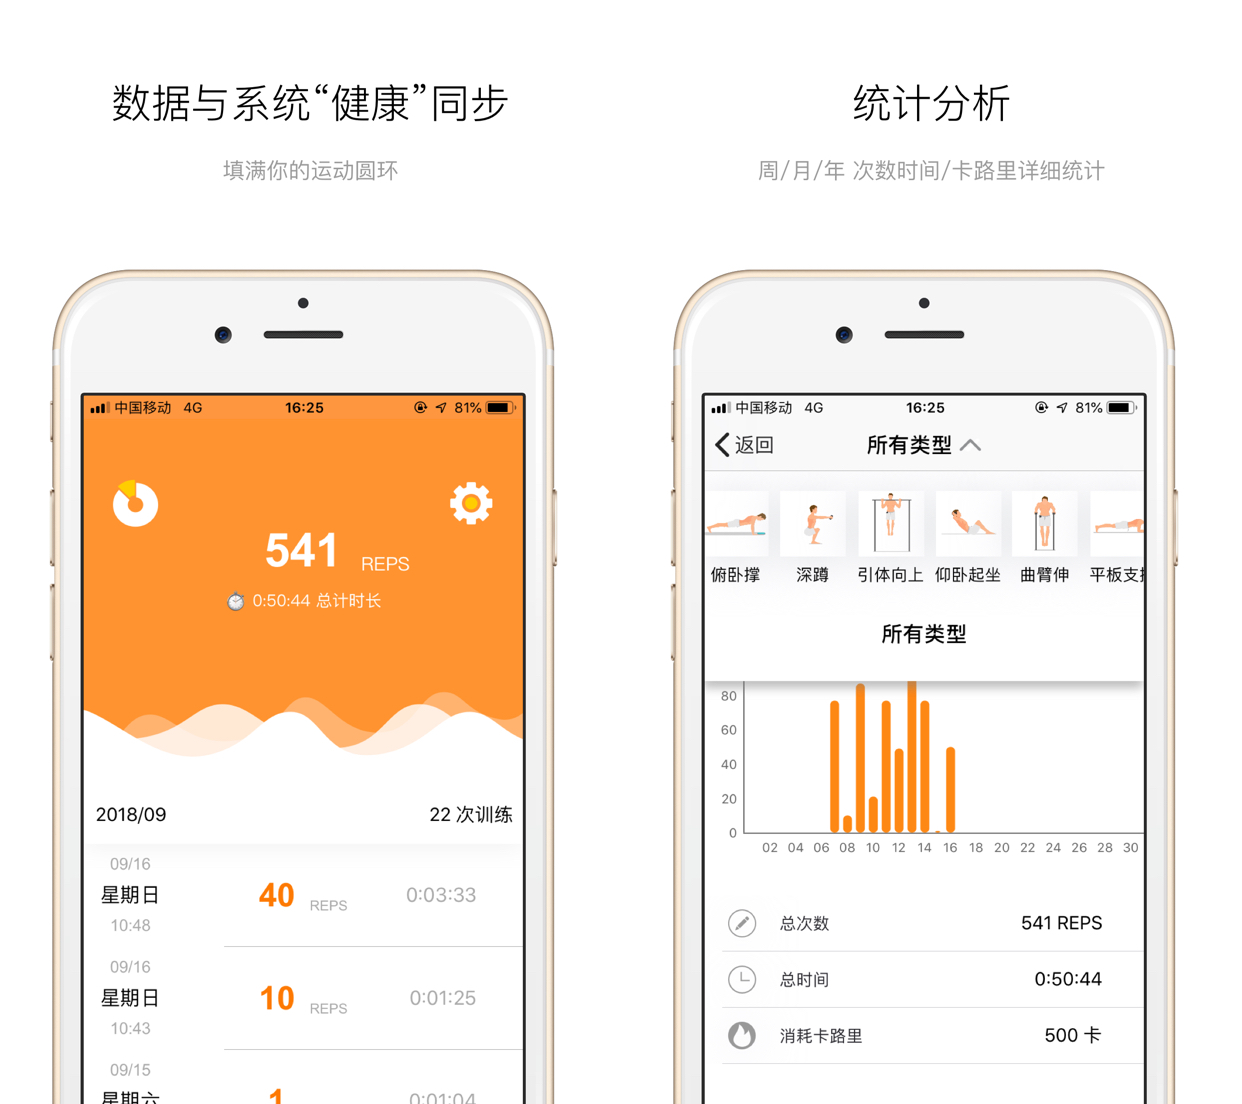 数据与系统“健康”同步
填满你的运动圆环
中国移动 4G 16:25 81%
541 REPS
0:50:44 总计时长
2018/09 22 次训练
09/16
星期日 40 REPS 0:03:33
10:48
09/16
星期日 10 REPS 0:01:25
10:43
09/15
星期六 1 0:01:04
统计分析
周/月/年 次数时间/卡路里详细统计
中国移动 4G 16:25 81%
返回 所有类型
俯卧撑 深蹲 引体向上 仰卧起坐 曲臂伸 平板支撑
所有类型
80
60
40
20
0
02 04 06 08 10 12 14 16 18 20 22 24 26 28 30
总次数 541 REPS
总时间 0:50:44
消耗卡路里 500 卡